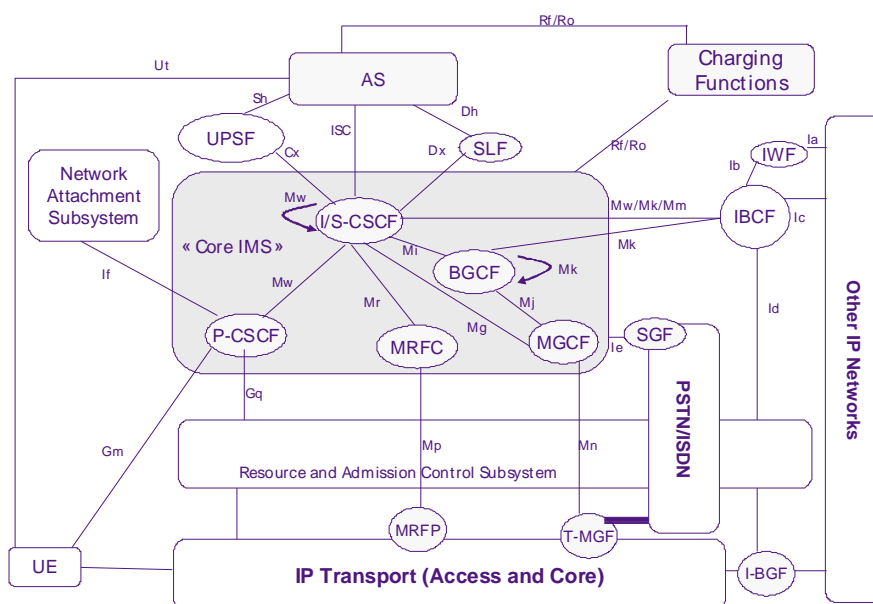 Rf/Ro
Ut
AS
Charging
Functions
Sh
ISC
Dh
UPSF
Cx
Dx
SLF
Rf/Ro
Ia
IWF
Ib
Network
Attachment
Subsystem
Mw
I/S-CSCF
Mw/Mk/Mm
IBCF
Ic
« Core IMS»
Mi
Mk
BGCF
Mk
If
Mw
Mr
Mj
Id
Mg
P-CSCF
MRFC
MGCF
Ie
SGF
Other IP Networks
PSTN/ISDN
Gq
Gm
Mp
Mn
Resource and Admission Control Subsystem
MRFP
T-MGF
UE
IP Transport (Access and Core)
I-BGF